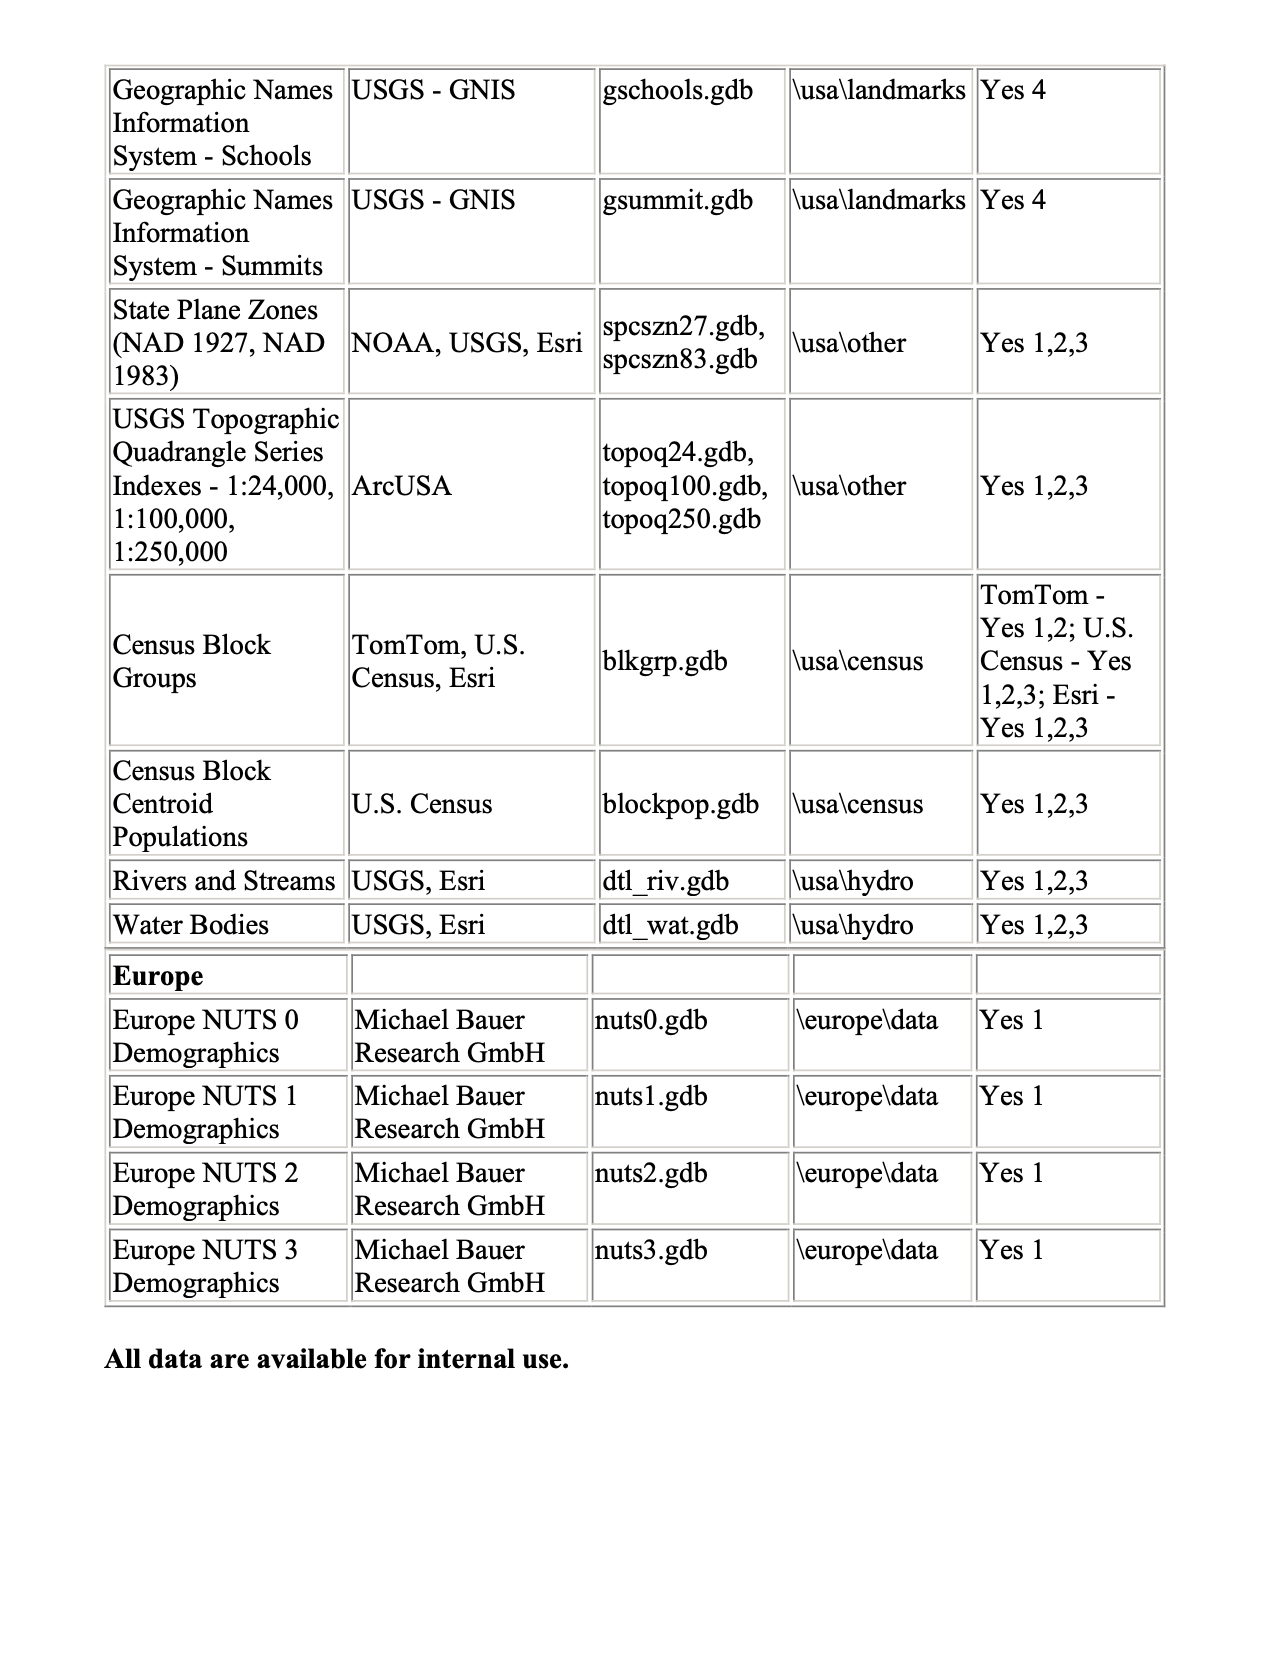 Geographic Names USGS - GNIS gschools.gdb \usa\landmarks Yes 4
Information
System - Schools
Geographic Names USGS - GNIS gsummit.gdb \usa\landmarks Yes 4
Information
System - Summits
State Plane Zones
(NAD 1927, NAD
1983)
NOAA, USGS, Esri
spcszn27.gdb,
spcszn83.gdb
\usa\other
Yes 1,2,3
USGS Topographic
Quadrangle Series
Indexes - 1:24,000,
1:100,000,
1:250,000
ArcUSA
topoq24.gdb,
topoq100.gdb,
topoq250.gdb
\usa\other
Yes 1,2,3
Census Block
Groups
TomTom, U.S.
Census, Esri
blkgrp.gdb
\usa\census
TomTom -
Yes 1,2; U.S.
Census - Yes
1,2,3; Esri -
Yes 1,2,3
Census Block
Centroid
Populations
U.S. Census
blockpop.gdb
\usa\census
Yes 1,2,3
Rivers and Streams USGS, Esri dtl_riv.gdb \usa\hydro Yes 1,2,3
Water Bodies USGS, Esri dtl_wat.gdb \usa\hydro Yes 1,2,3
Europe
Europe NUTS 0 Michael Bauer nuts0.gdb \europe\data Yes 1
Demographics Research GmbH
Europe NUTS 1 Michael Bauer nuts1.gdb \europe\data Yes 1
Demographics Research GmbH
Europe NUTS 2 Michael Bauer nuts2.gdb \europe\data Yes 1
Demographics Research GmbH
Europe NUTS 3 Michael Bauer nuts3.gdb \europe\data Yes 1
Demographics Research GmbH
All data are available for internal use.